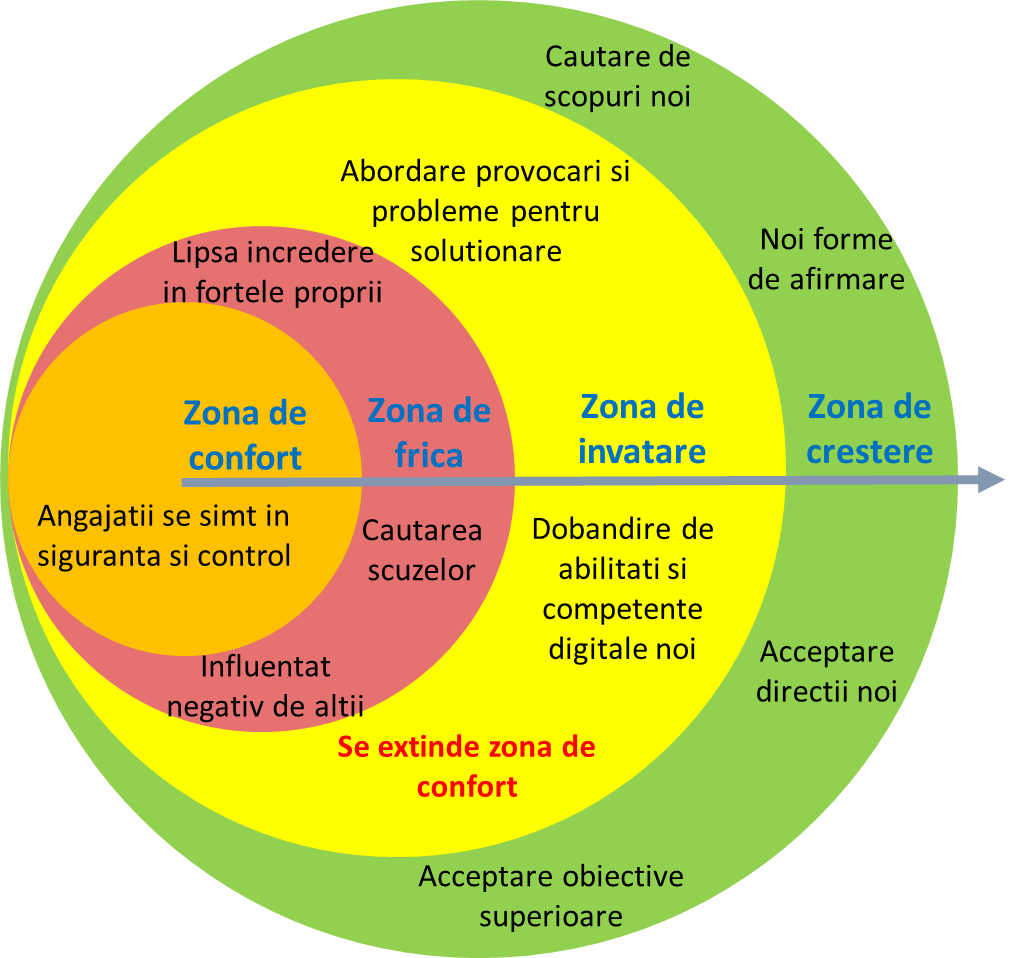 Cautare de
scopuri noi
Abordare provocari si
probleme pentru
solutionare
Noi forme
de afirmare
Lipsa incredere
in fortele proprii
Zona de
confort
Zona de
frica
Zona de
invatare
Zona de
crestere
Angajatii se simt in
siguranta si control
Cautarea
scuzelor
Dobandire de
abilitati si
competente
digitale noi
Influentat
negativ de altii
Acceptare
directii noi
Se extinde zona de
confort
Acceptare obiective
superioare